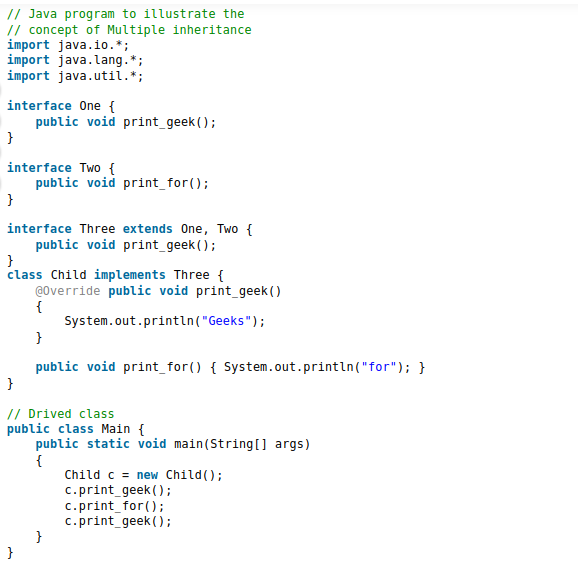 // Java program to illustrate the
// concept of Multiple inheritance
import java.io.*;
import java.lang.*;
import java.util.*;

interface One {
    public void print_geek();
}

interface Two {
    public void print_for();
}

interface Three extends One, Two {
    public void print_geek();
}
class Child implements Three {
    @Override public void print_geek()
    {
        System.out.println("Geeks");
    }

    public void print_for() { System.out.println("for"); }
}

// Drived class
public class Main {
    public static void main(String[] args)
    {
        Child c = new Child();
        c.print_geek();
        c.print_for();
        c.print_geek();
    }
}